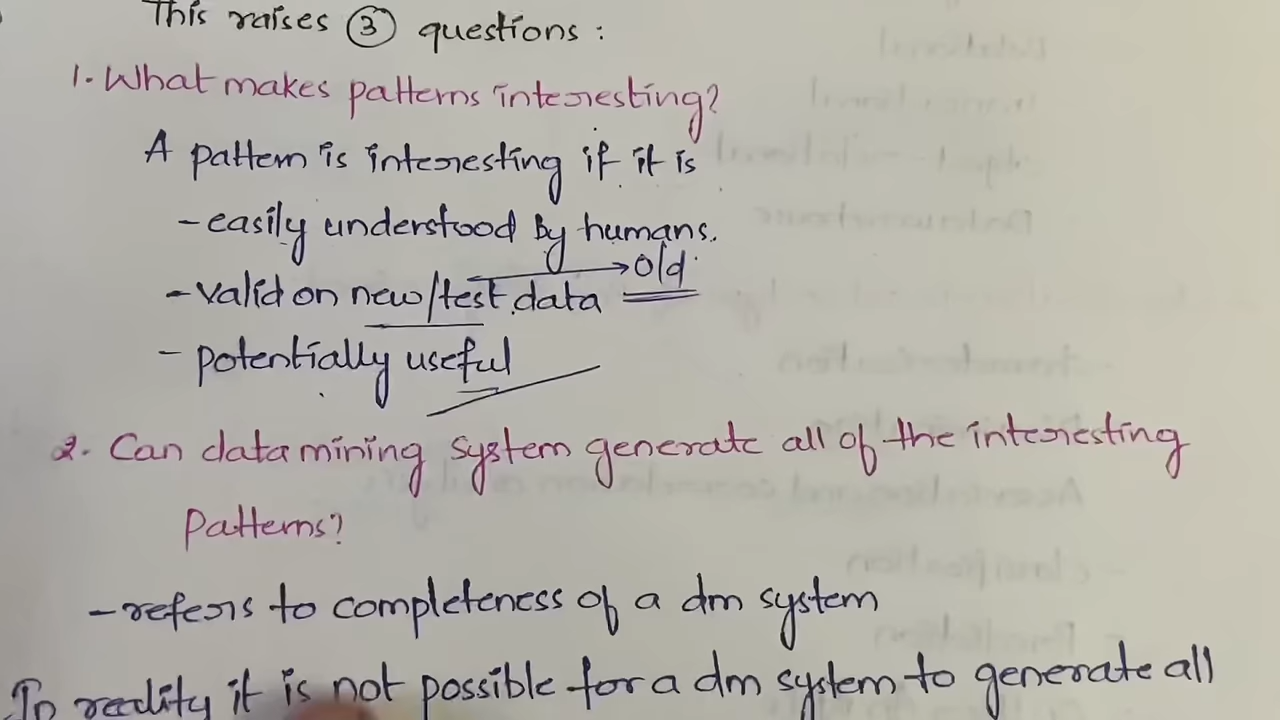 This raises 3 questions :
1. What makes patterns interesting?
A pattern is interesting if it is
- easily understood by humans.
→ old
- valid on new/test data
- potentially useful
2. Can data mining system generate all of the interesting
Patterns?
- refers to completeness of a dm system
In reality it is not possible for a dm system to generate all